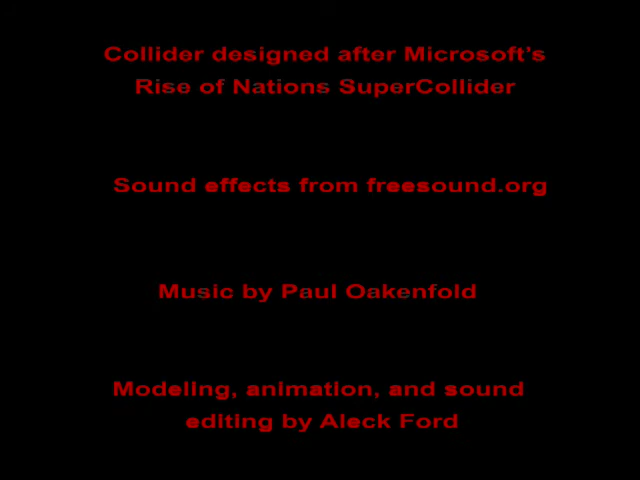 Collider designed after Microsoft's
Rise of Nations SuperCollider
Sound effects from freesound.org
Music by Paul Oakenfold
Modeling, animation, and sound
editing by Aleck Ford